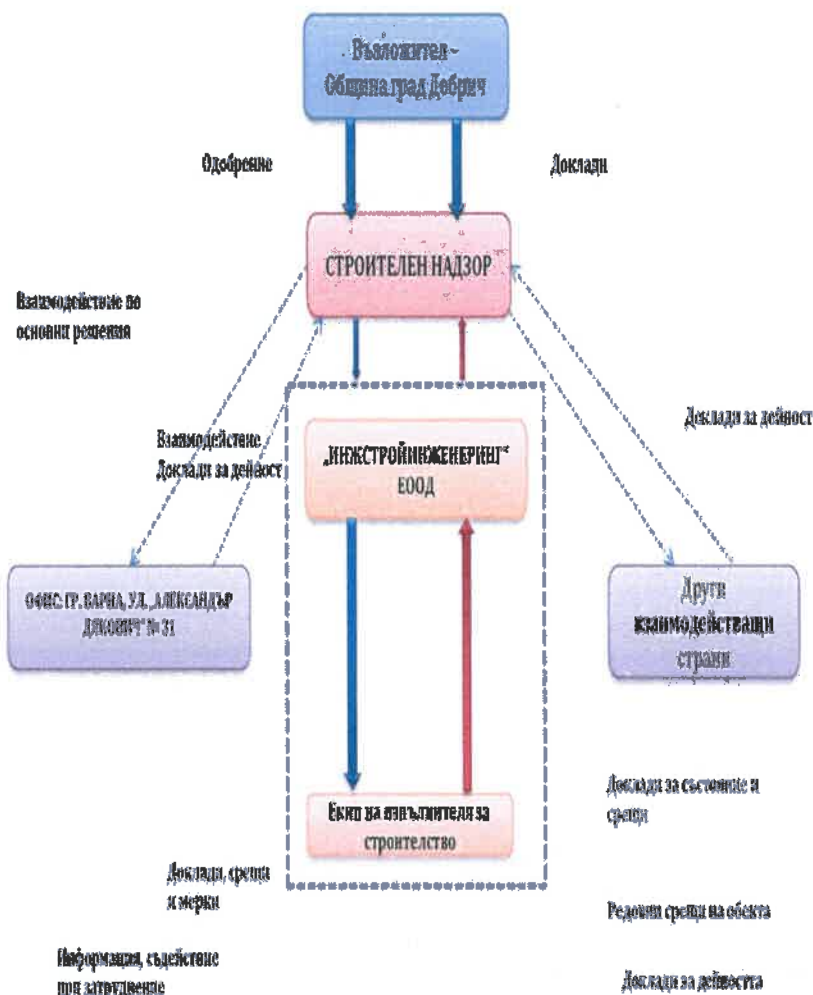 Възложител –
Община град Добрич
Одобрение
Доклади
СТРОИТЕЛЕН НАДЗОР
Взаимодействие по
основни решения
Доклади за дейност
Взаимодействие
Доклади за дейност
„ИНЖСТРОЙИНЖЕНЕРИНГ“
ЕООД
ОФИС: ГР. ВАРНА, УЛ. „АЛЕКСАНДЪР
ДЯКОВИЧ“ № 31
Други
взаимодействащи
страни
Доклади за състояние и
срещи
Екип на изпълнителя за
строителство
Доклади, срещи
и мерки
Редовни срещи на обекта
Информация, съдействие
при затруднение
Доклади за дейността